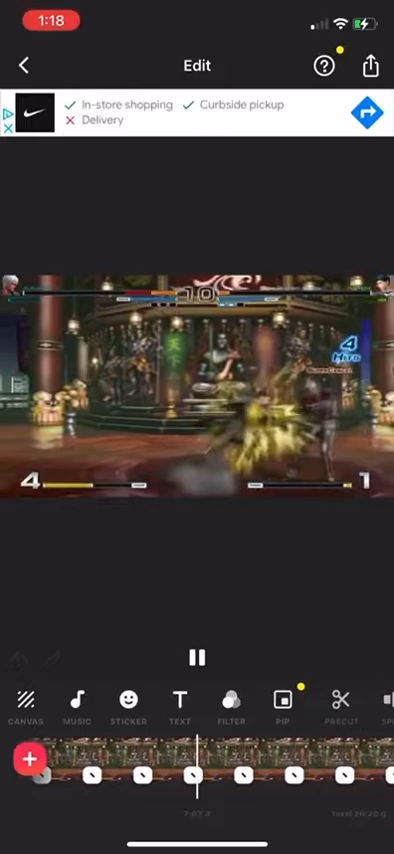 1:18
Edit
In-store shopping
Curbside pickup
Delivery
10
4
Hits
4
1
CANVAS
MUSIC
STICKER
TEXT
FILTER
PIP
PRECUT